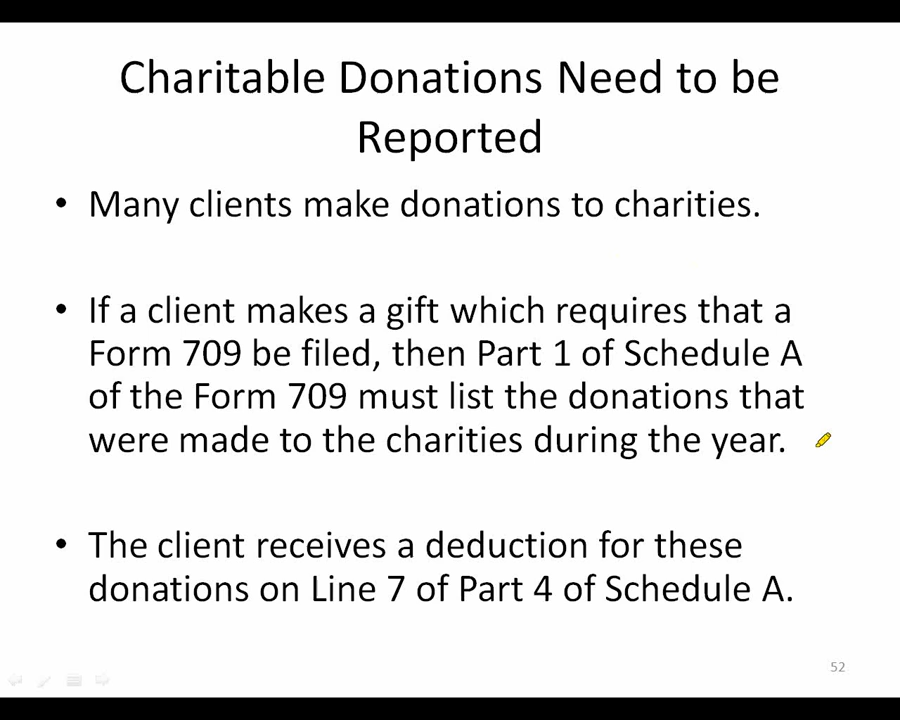 Charitable Donations Need to be
Reported
• Many clients make donations to charities.
• If a client makes a gift which requires that a
Form 709 be filed, then Part 1 of Schedule A
of the Form 709 must list the donations that
were made to the charities during the year.
• The client receives a deduction for these
donations on Line 7 of Part 4 of Schedule A.
52